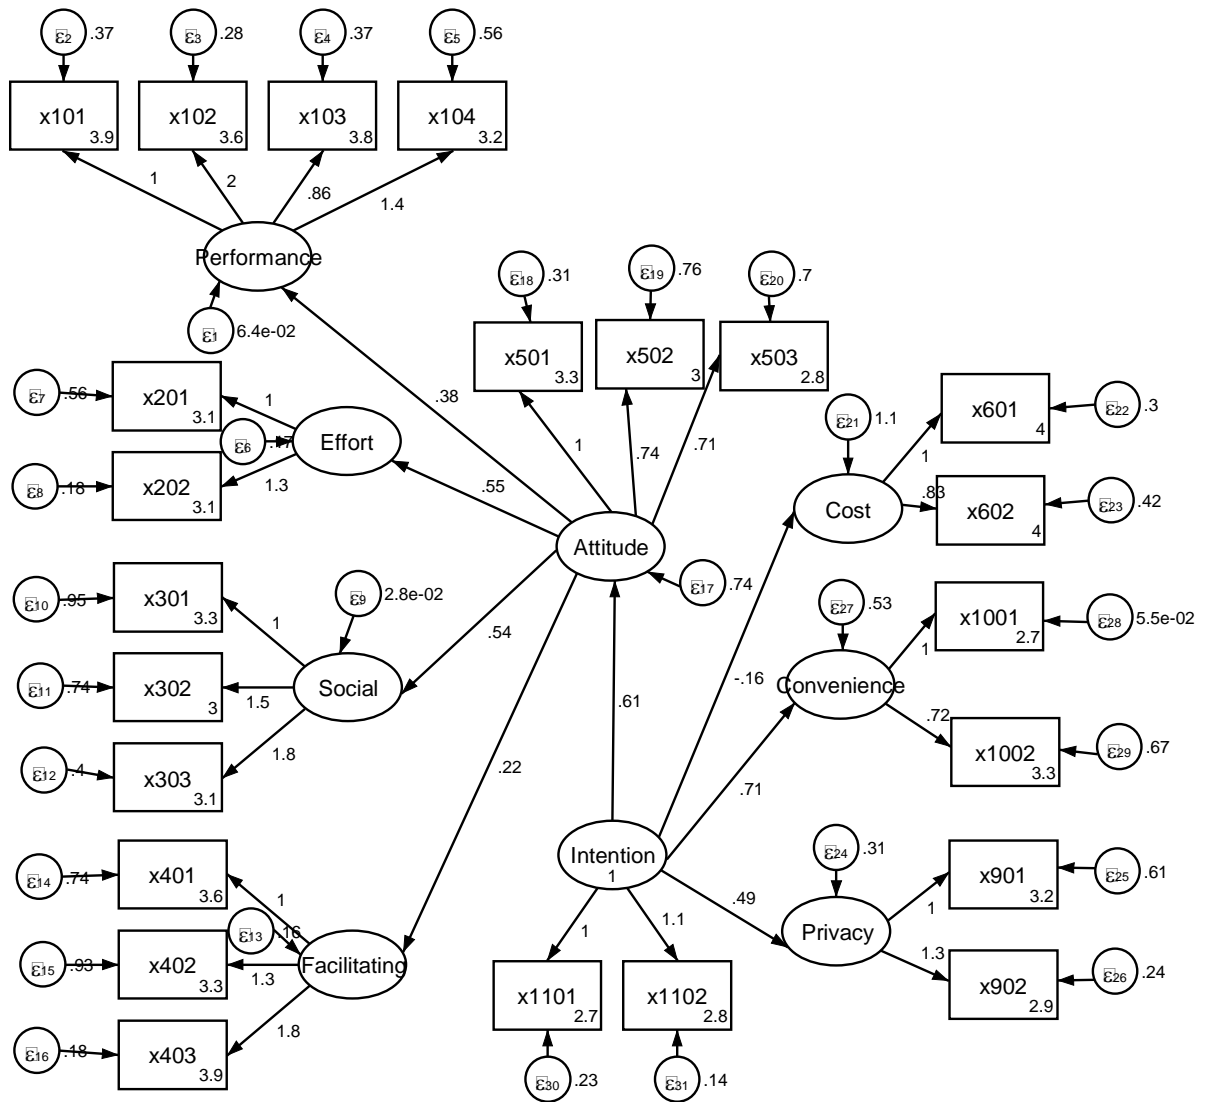 ε2 .37 ε3 .28 ε4 .37 ε5 .56
x101 3.9 x102 3.6 x103 3.8 x104 3.2
1 2 .86 1.4
Performance
ε1 6.4e-02
ε18 .31 ε19 .76 ε20 .7
x501 3.3 x502 3 x503 2.8
1 .74 .71
.38
ε7 .56 x201 3.1 1
ε6 .17 Effort
ε8 .18 x202 3.1 1.3
.55
ε21 1.1
x601 4 ε22 .3
1
Cost
.83 x602 4 ε23 .42
Attitude
ε17 .74
ε10 .95 x301 3.3 1
ε9 2.8e-02
.54
ε11 .74 x302 3 1.5 Social
ε12 .4 x303 3.1 1.8
.22
.61
-.16
ε27 .53
x1001 2.7 ε28 5.5e-02
1
Convenience
.72
x1002 3.3 ε29 .67
.71
Intention 1
ε14 .74 x401 3.6 1
ε13 .16
ε15 .93 x402 3.3 1.3 Facilitating
ε16 .18 x403 3.9 1.8
ε24 .31
x901 3.2 ε25 .61
.49
1
Privacy
1.3
x902 2.9 ε26 .24
1 1.1
x1101 2.7 x1102 2.8
ε30 .23 ε31 .14